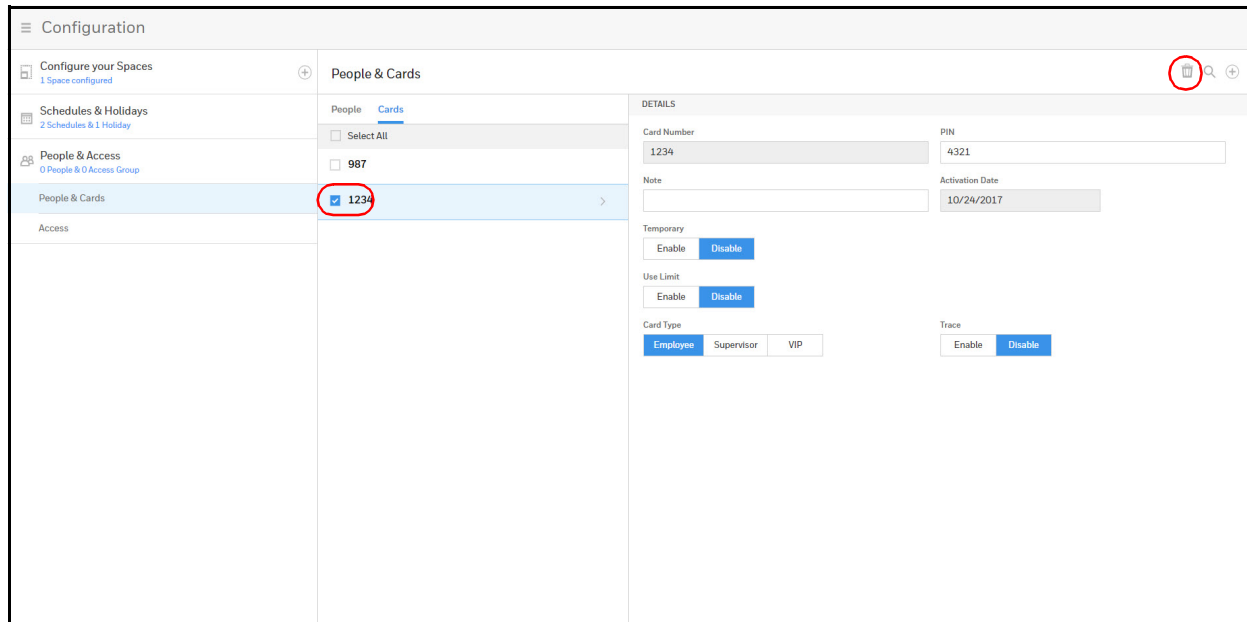 Configuration
Configure your Spaces
1 Space configured
Schedules & Holidays
2 Schedules & 1 Holiday
People & Access
0 People & 0 Access Group
People & Cards
Access
People & Cards
People Cards
Select All
987
1234
DETAILS
Card Number PIN
1234 4321
Note Activation Date
10/24/2017
Temporary
Enable Disable
Use Limit
Enable Disable
Card Type Trace
Employee Supervisor VIP Enable Disable